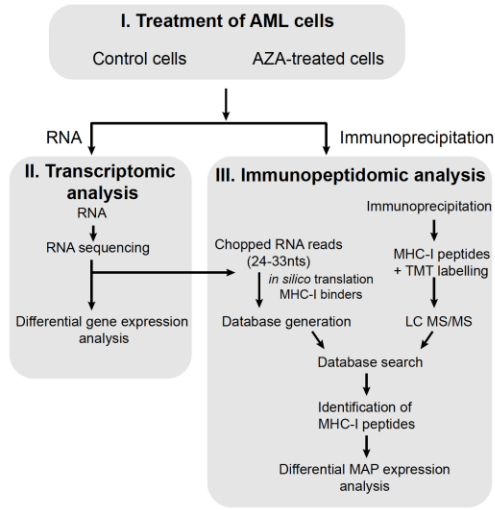 I. Treatment of AML cells
Control cells
AZA-treated cells
RNA
Immunoprecipitation
II. Transcriptomic
analysis
RNA
RNA sequencing
Differential gene expression
analysis
III. Immunopeptidomic analysis
Immunoprecipitation
Chopped RNA reads
(24-33nts)
MHC-I peptides
+ TMT labelling
in silico translation
MHC-I binders
Database generation
LC MS/MS
Database search
Identification of
MHC-I peptides
Differential MAP expression
analysis